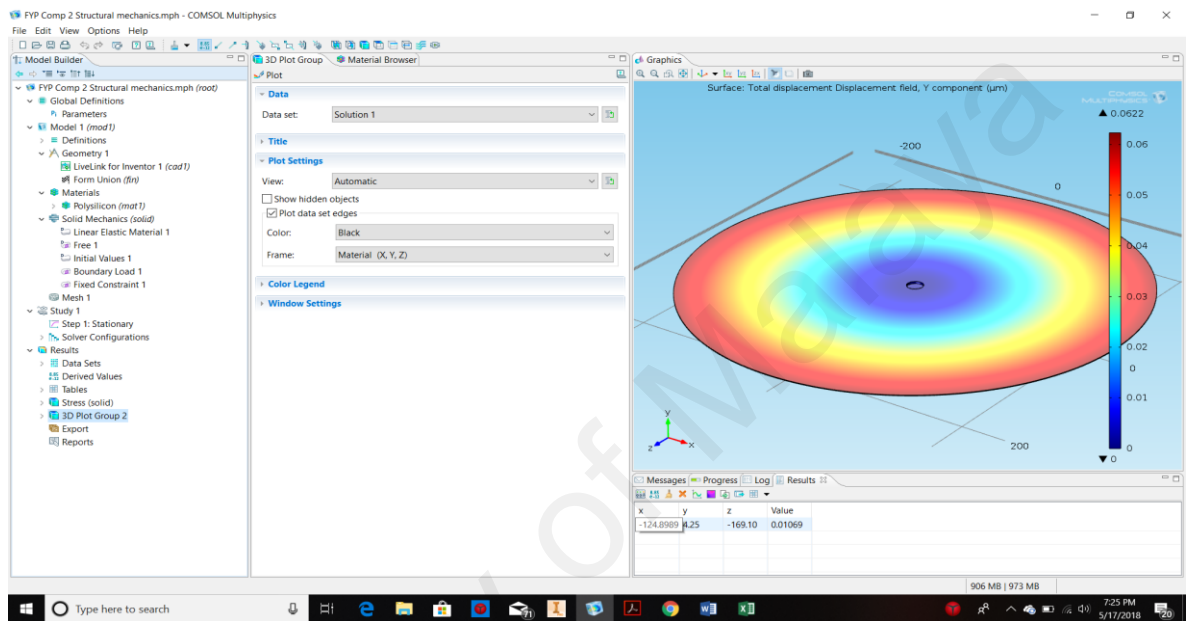 FYP Comp 2 Structural mechanics.mph - COMSOL Multiphysics
File Edit View Options Help
Model Builder
FYP Comp 2 Structural mechanics.mph (root)
Global Definitions
Pi Parameters
Model 1 (mod1)
Definitions
Geometry 1
LiveLink for Inventor 1 (cad1)
Form Union (fin)
Materials
Polysilicon (mat1)
Solid Mechanics (solid)
Linear Elastic Material 1
Free 1
Initial Values 1
Boundary Load 1
Fixed Constraint 1
Mesh 1
Study 1
Step 1: Stationary
Solver Configurations
Results
Data Sets
Derived Values
Tables
Stress (solid)
3D Plot Group 2
Export
Reports
3D Plot Group Material Browser
Plot
Data
Data set: Solution 1
Title
Plot Settings
View: Automatic
Show hidden objects
Plot data set edges
Color: Black
Frame: Material (X, Y, Z)
Color Legend
Window Settings
Graphics
Surface: Total displacement Displacement field, Y component (µm)
COMSOL
MULTIPHYSICS
▲ 0.0622
0.06
0.05
0.04
0.03
0.02
0.01
0
▼ 0
-200
0
200
0
y
z x
Messages Progress Log Results
x y z Value
-124.8989 4.25 -169.10 0.01069
906 MB | 973 MB
Type here to search
71
7:25 PM
5/17/2018
20
y of Malaya